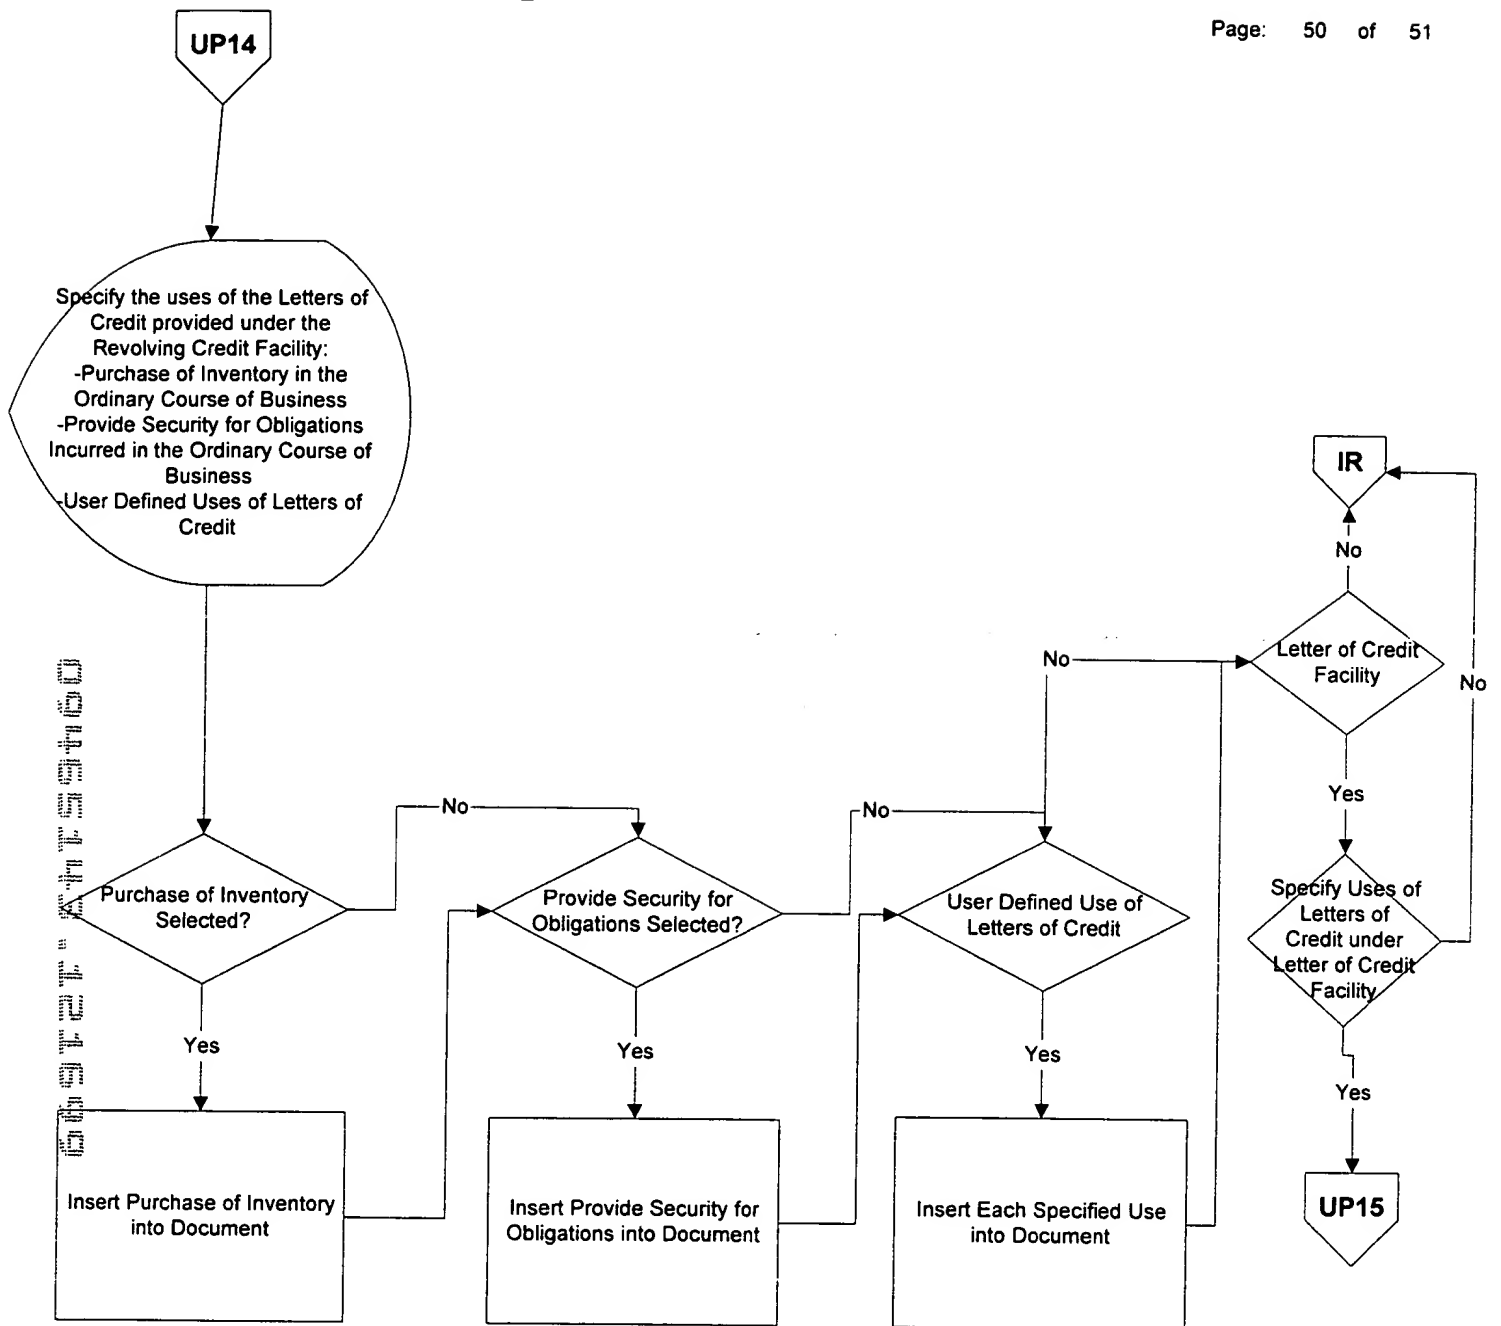 Page: 50 of 51
UP14
Specify the uses of the Letters of
Credit provided under the
Revolving Credit Facility:
-Purchase of Inventory in the
Ordinary Course of Business
-Provide Security for Obligations
Incurred in the Ordinary Course of
Business
-User Defined Uses of Letters of
Credit
IR
No
Letter of Credit
Facility
No
No
Yes
No
No
Purchase of Inventory
Selected?
Provide Security for
Obligations Selected?
User Defined Use of
Letters of Credit
Specify Uses of
Letters of
Credit under
Letter of Credit
Facility
Yes
Yes
Yes
Yes
Insert Purchase of Inventory
into Document
Insert Provide Security for
Obligations into Document
Insert Each Specified Use
into Document
UP15